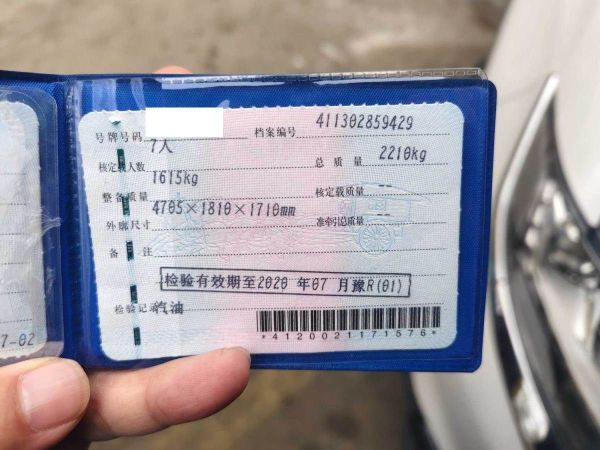 号牌号码
档案编号 411302859429
7人
核定载人数
总 质 量 2210kg
1615kg
整备质量
核定载质量 --
4705×1810×1710mm
外廓尺寸
准牵引总质量 --
备 注
检验有效期至2020 年07 月豫R(01)
检验记录 汽油
*4120021171576*
7-02